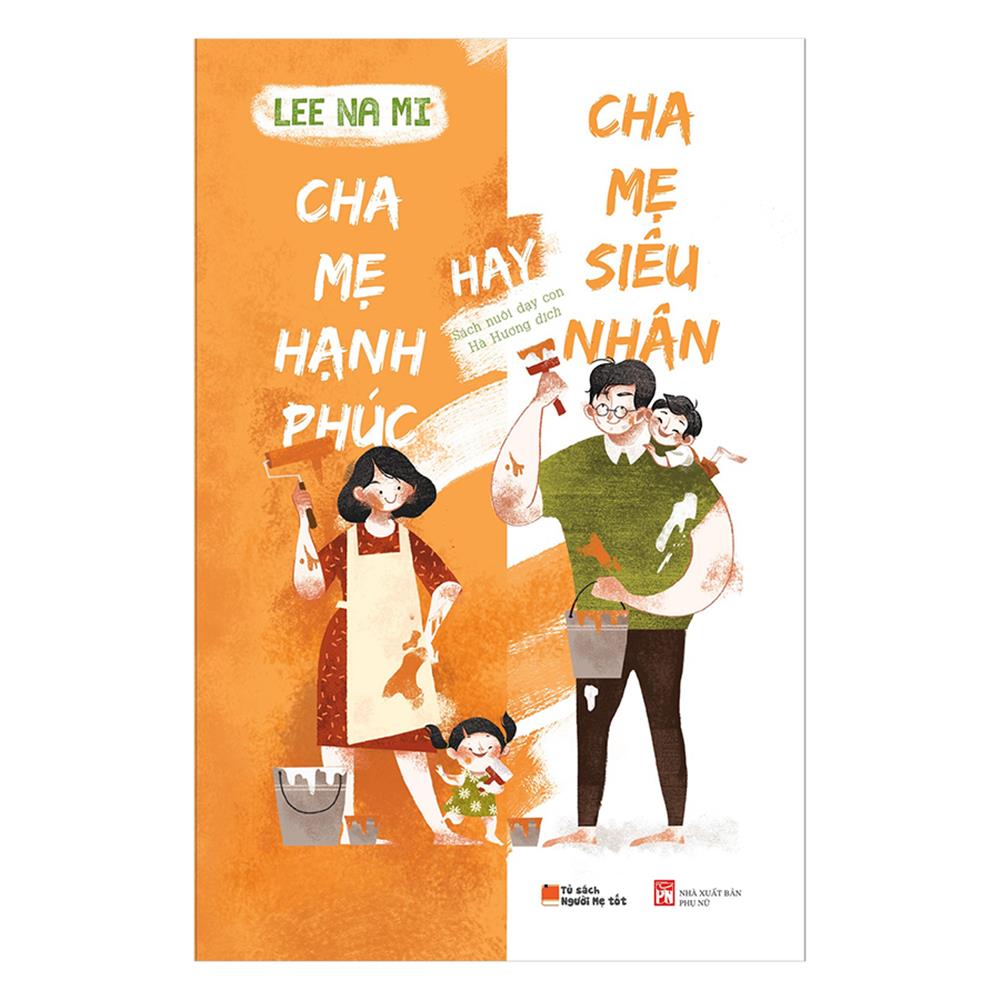 LEE NA MI
CHA
MẸ
HẠNH
PHÚC
HAY
Sách nuôi dạy con
Hà Hương dịch
CHA
MẸ
SIÊU
NHÂN
Tủ sách
Người Mẹ tốt
PN
NHÀ XUẤT BẢN
PHỤ NỮ